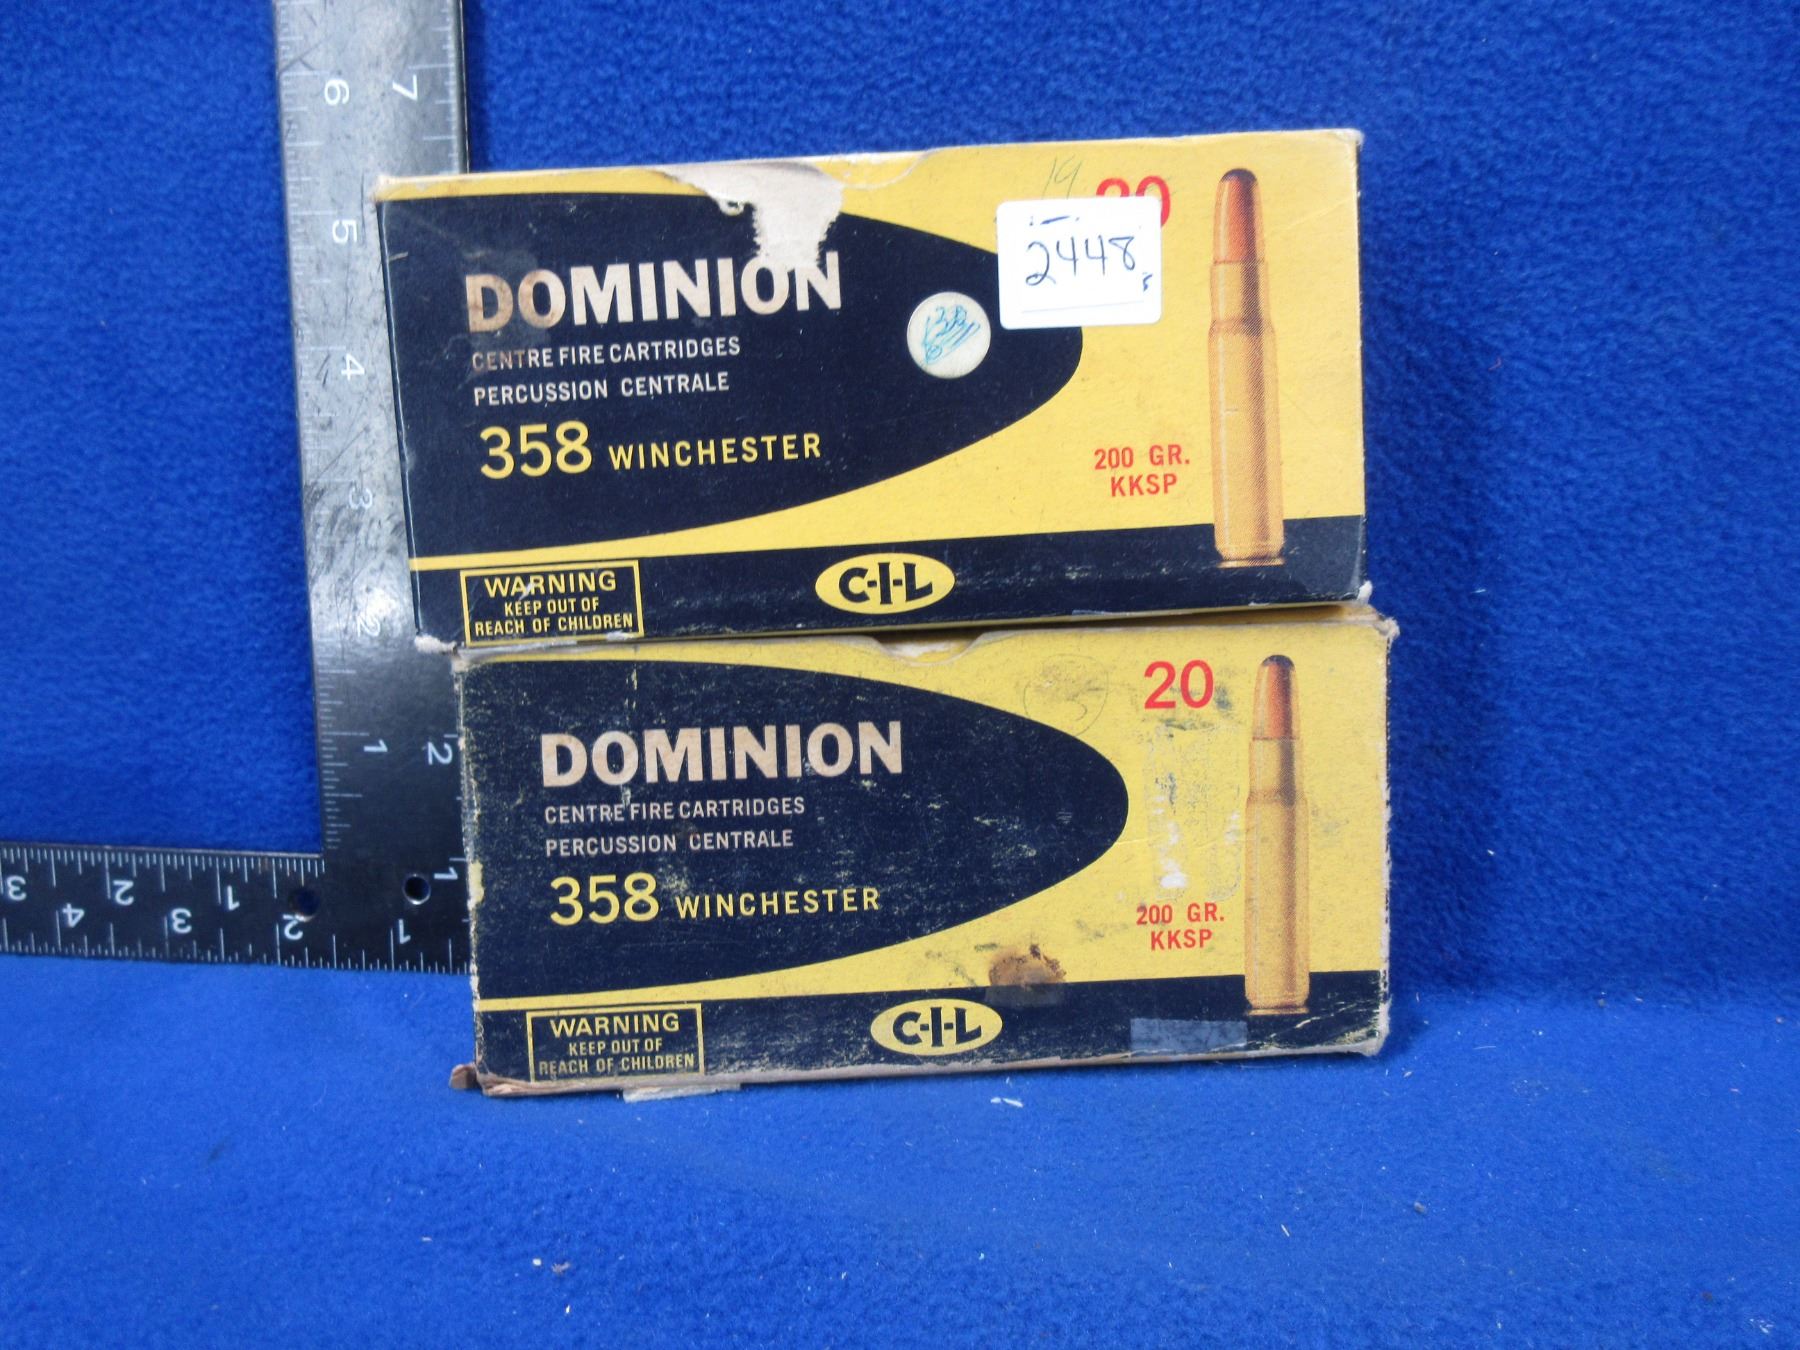 7
6
5
4
3
2
1
2
1
3
2
1
4
3
2
1
19
20
2448
DOMINION
CENTRE FIRE CARTRIDGES
PERCUSSION CENTRALE
358 WINCHESTER
200 GR.
KKSP
WARNING
KEEP OUT OF
REACH OF CHILDREN
C-I-L
20
DOMINION
CENTRE FIRE CARTRIDGES
PERCUSSION CENTRALE
358 WINCHESTER
200 GR.
KKSP
WARNING
KEEP OUT OF
REACH OF CHILDREN
C-I-L